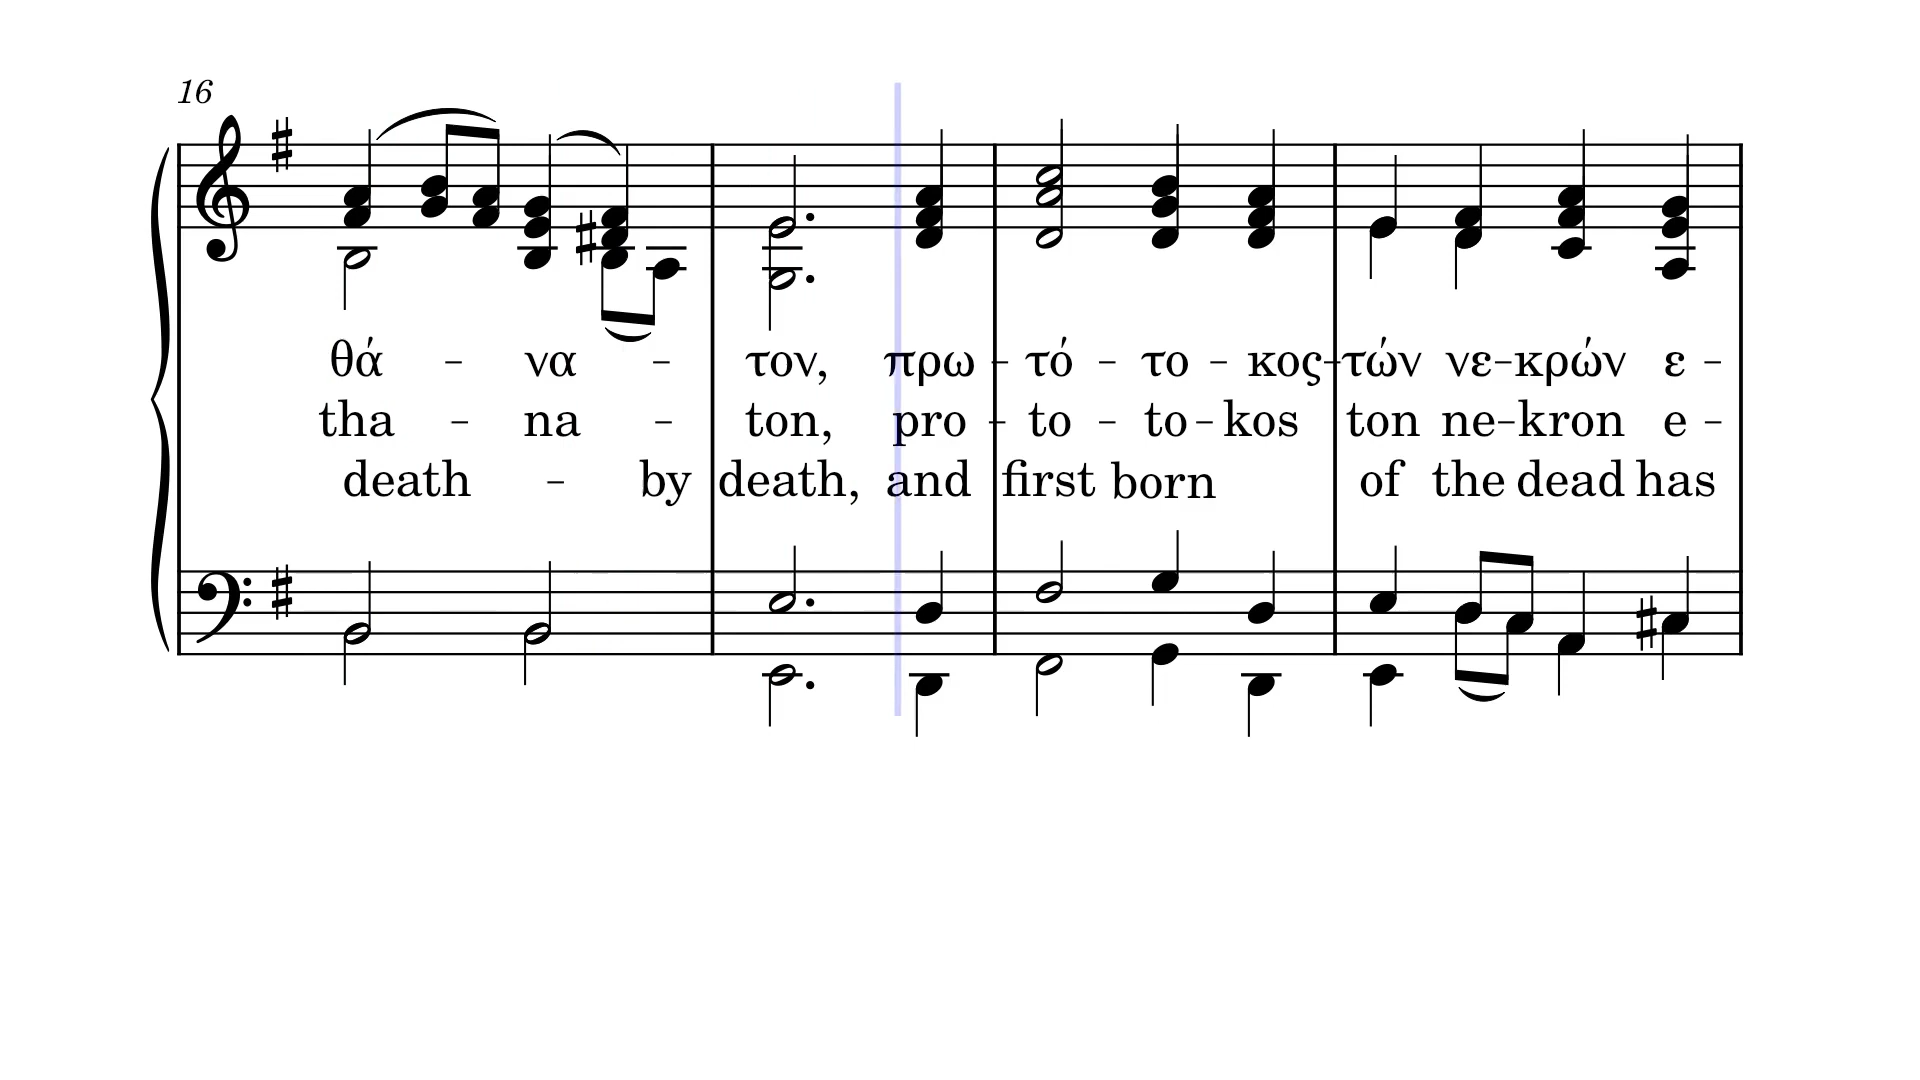 16
θά - να - τον, πρω - τό - το - κος-τών νε-κρών ε -
tha - na - ton, pro - to - to-kos ton ne-kron e -
death - by death, and first born of the dead has